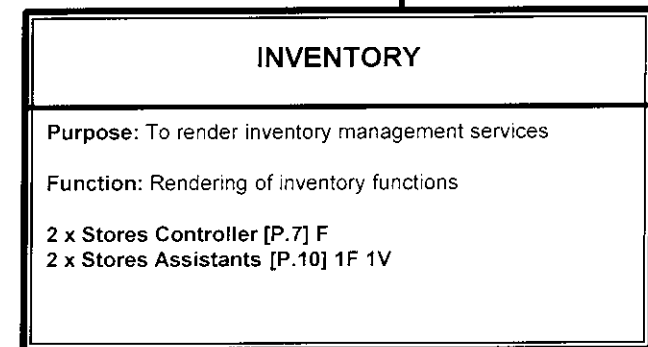 INVENTORY
Purpose: To render inventory management services
Function: Rendering of inventory functions
2 x Stores Controller [P.7] F
2 x Stores Assistants [P.10] 1F 1V